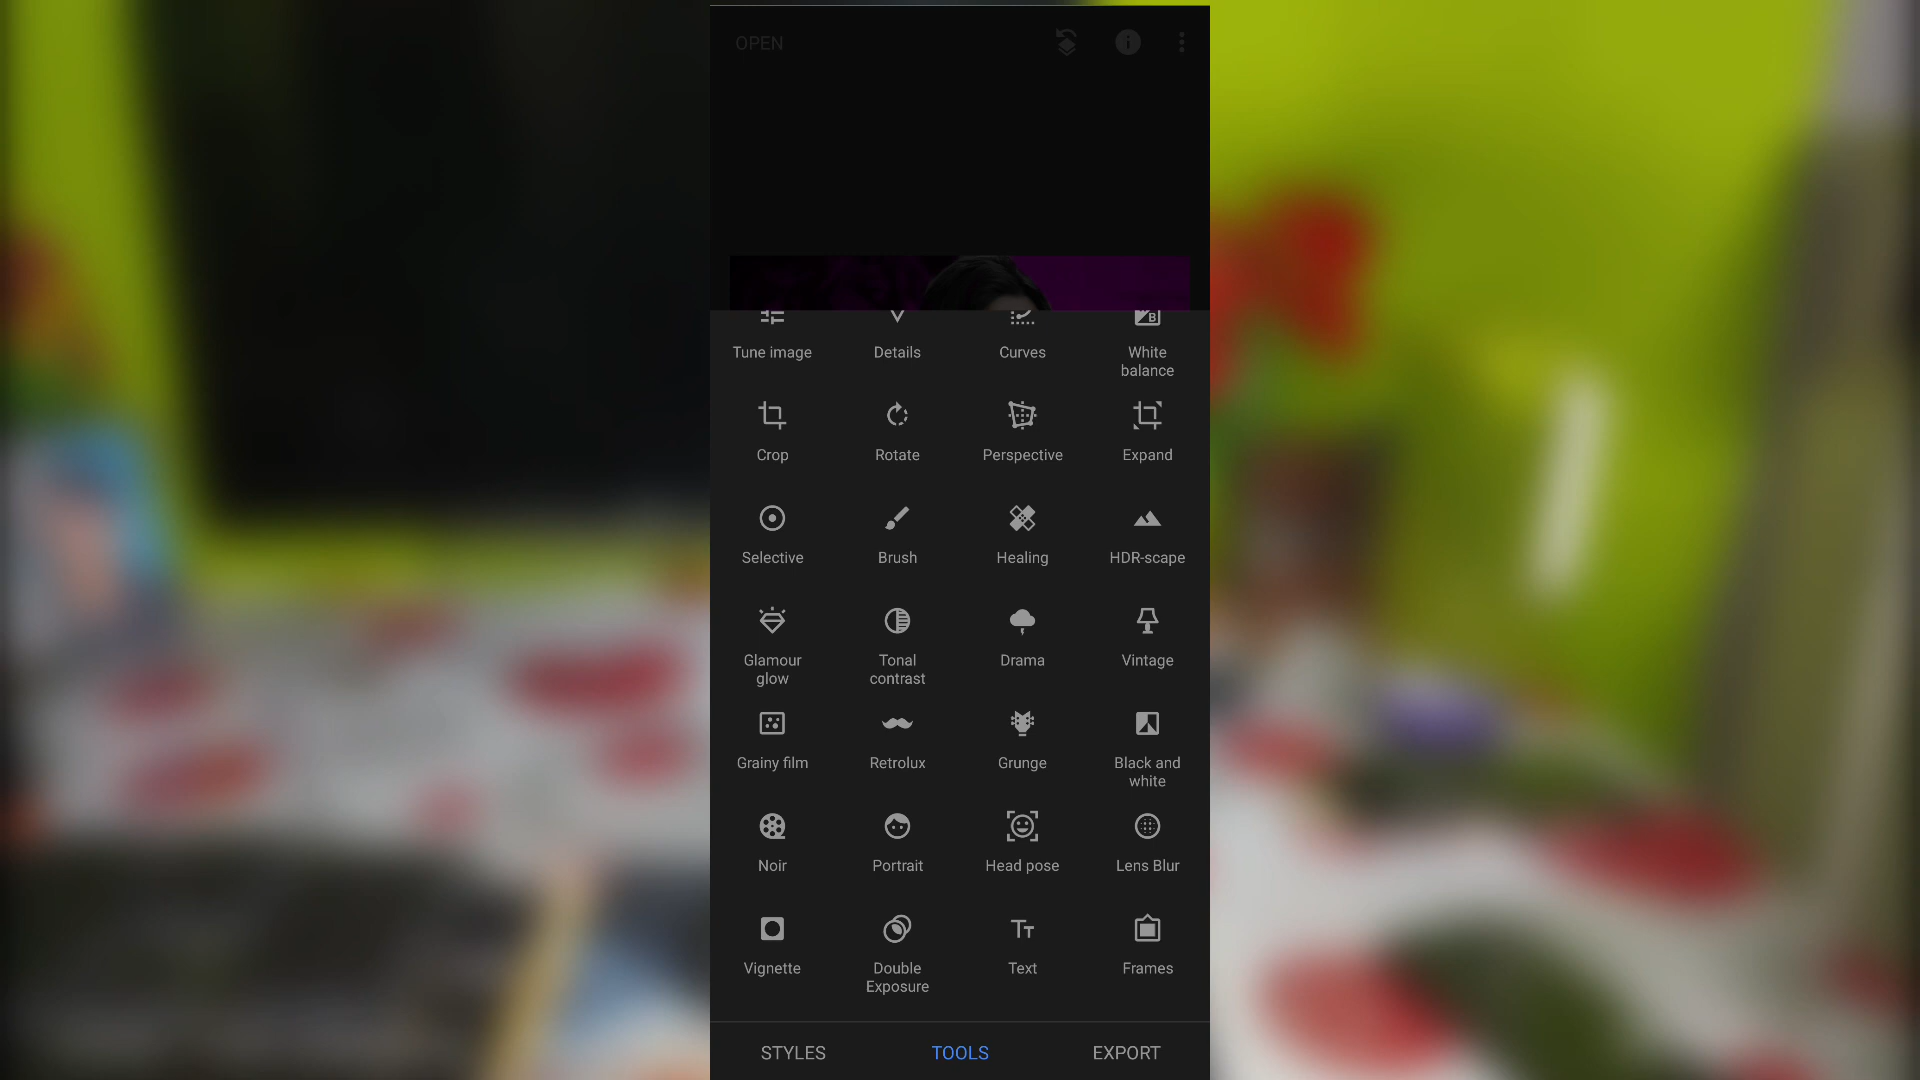 OPEN
Tune image Details Curves White balance
Crop Rotate Perspective Expand
Selective Brush Healing HDR-scape
Glamour glow Tonal contrast Drama Vintage
Grainy film Retrolux Grunge Black and white
Noir Portrait Head pose Lens Blur
Vignette Double Exposure Text Frames
STYLES TOOLS EXPORT